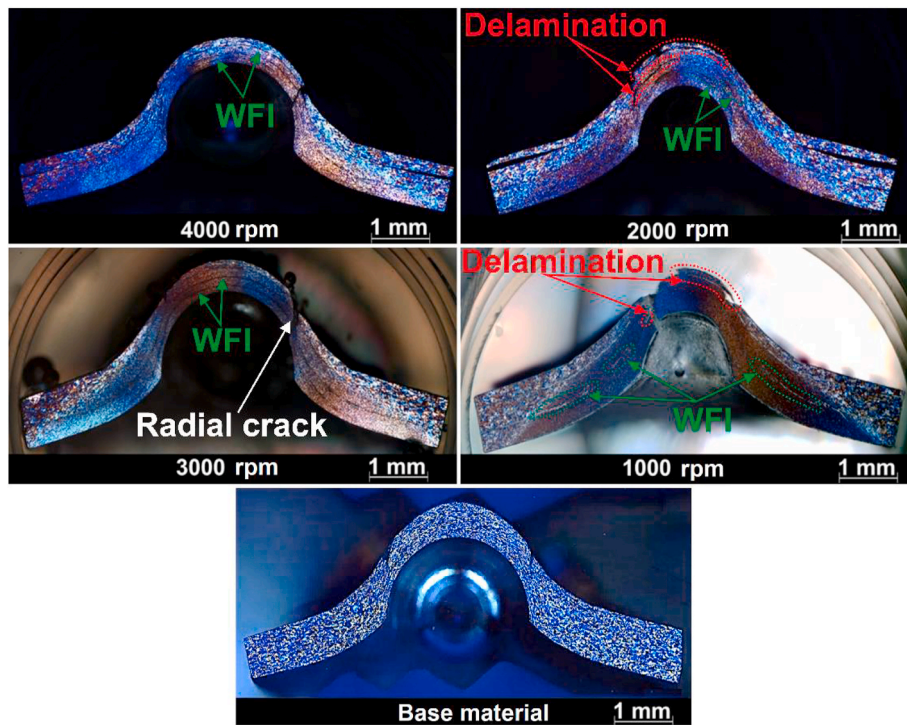 WFI
4000 rpm
1 mm
Delamination
WFI
2000 rpm
1 mm
WFI
Radial crack
3000 rpm
1 mm
Delamination
WFI
1000 rpm
1 mm
Base material
1 mm